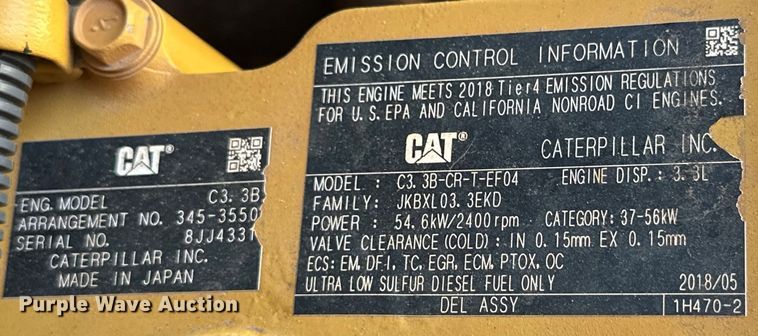 CAT®
ENG. MODEL C3.3B
ARRANGEMENT NO. 345-3550
SERIAL NO. 8JJ4331
CATERPILLAR INC.
MADE IN JAPAN
EMISSION CONTROL INFORMATION
THIS ENGINE MEETS 2018 Tier4 EMISSION REGULATIONS
FOR U.S. EPA AND CALIFORNIA NONROAD CI ENGINES.
CAT® CATERPILLAR INC.
MODEL : C3.3B-CR-T-EF04 ENGINE DISP.: 3.3L
FAMILY: JKBXL03.3EKD
POWER : 54.6kW/2400rpm CATEGORY: 37-56kW
VALVE CLEARANCE (COLD) : IN 0.15mm EX 0.15mm
ECS: EM, DF I, TC, EGR, ECM, PTOX, OC
ULTRA LOW SULFUR DIESEL FUEL ONLY 2018/05
DEL ASSY 1H470-2
Purple Wave Auction